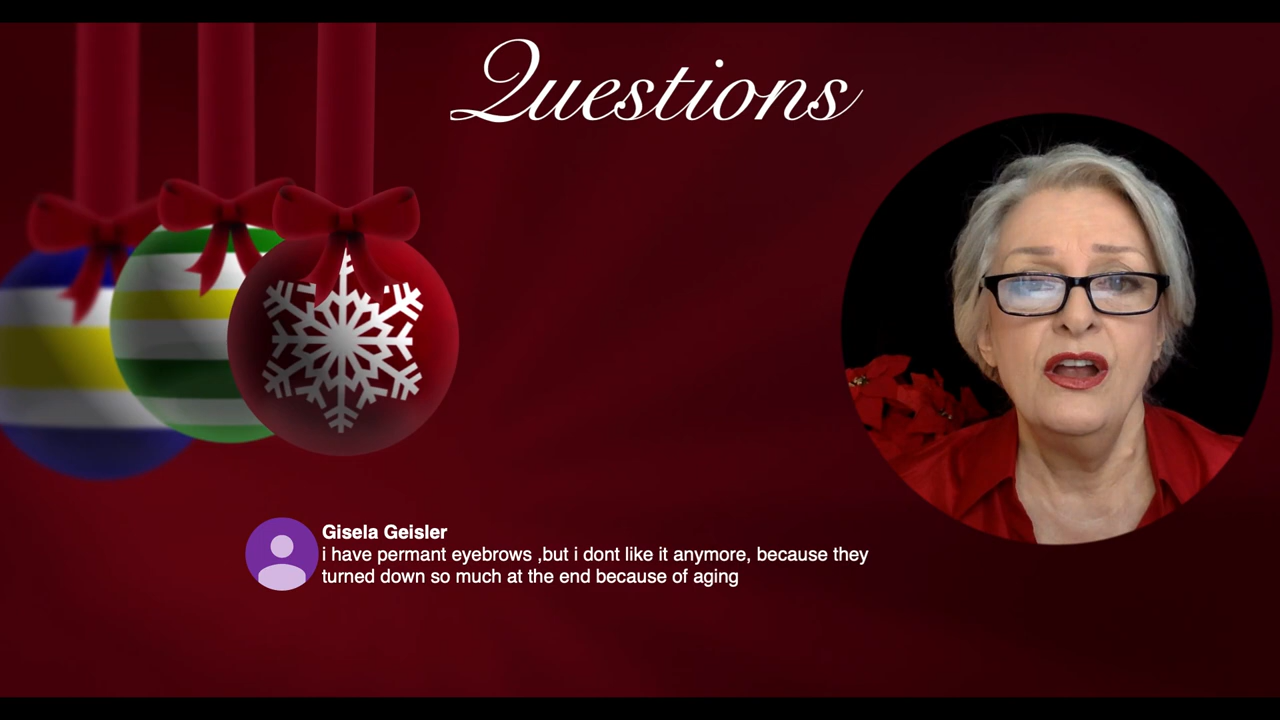 Questions
Gisela Geisler
i have permant eyebrows ,but i dont like it anymore, because they
turned down so much at the end because of aging